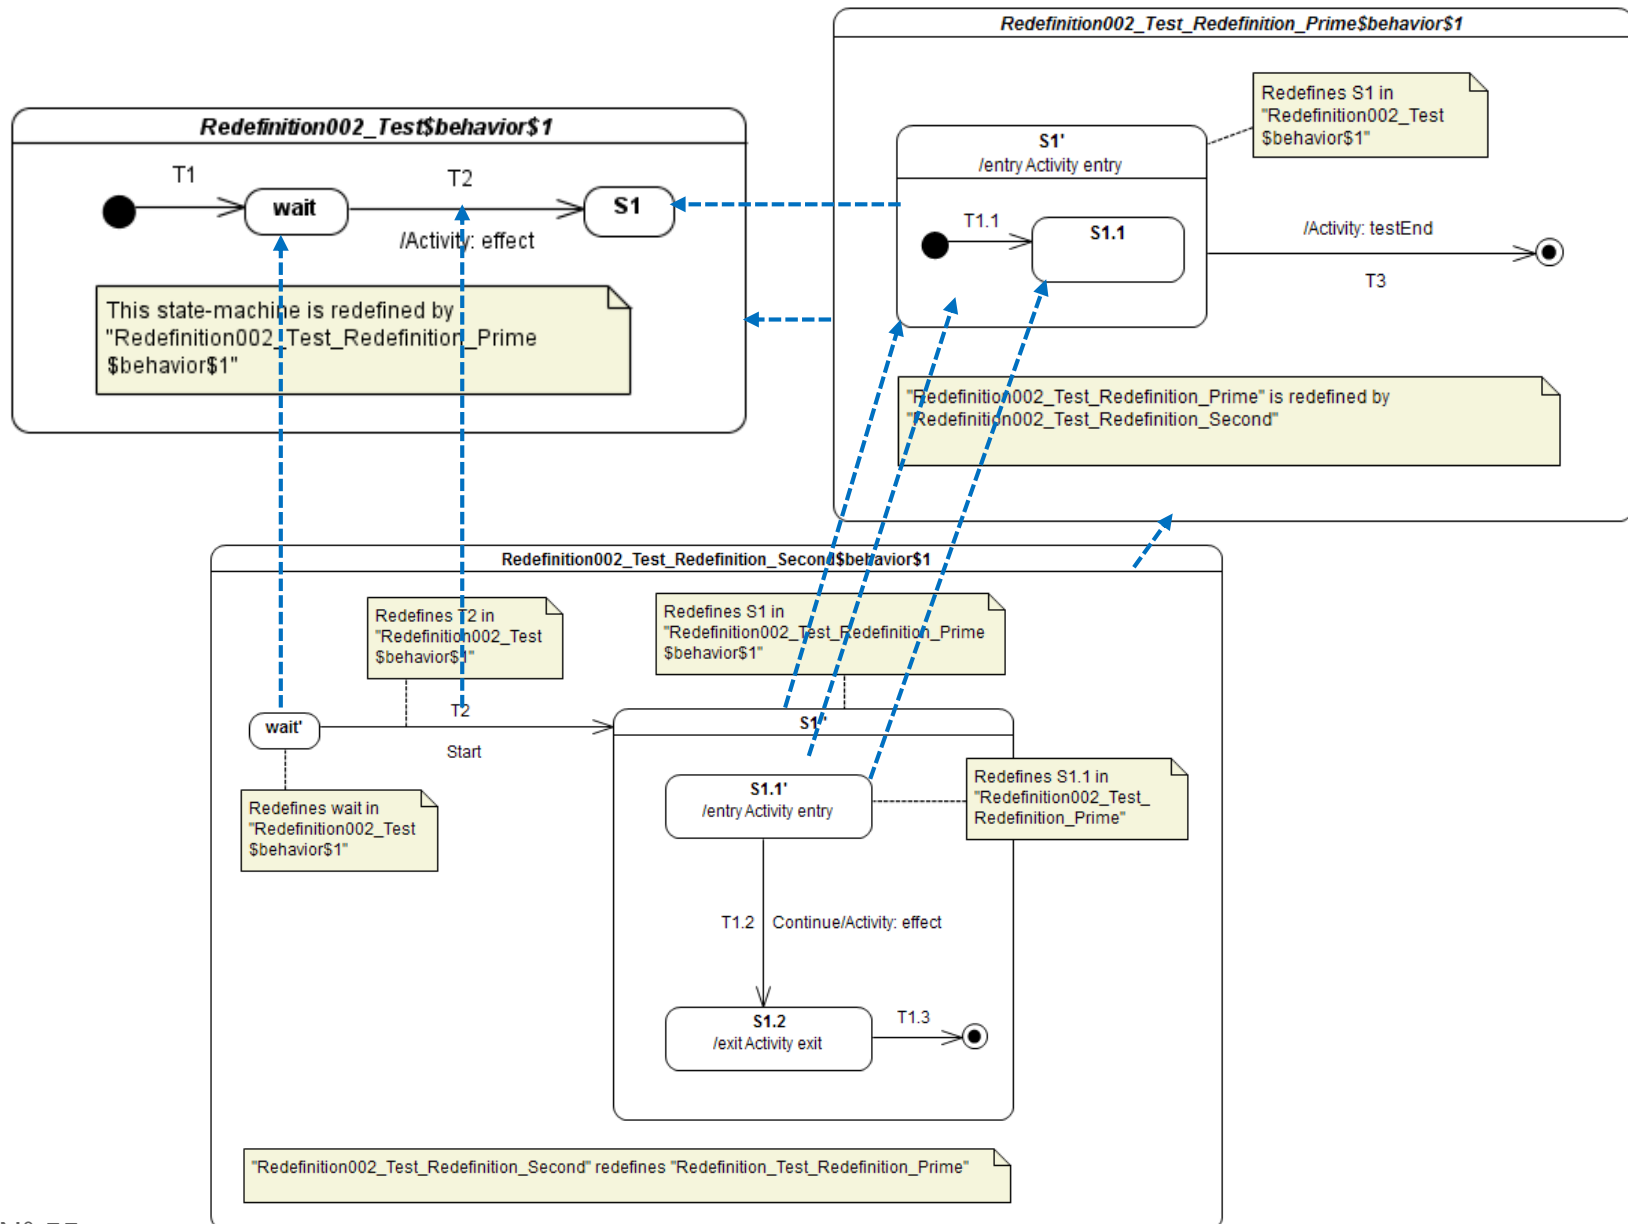 Redefinition002_Test_Redefinition_Prime$behavior$1
Redefines S1 in
"Redefinition002_Test
$behavior$1"
S1'
/entry Activity entry
T1.1
S1.1
/Activity: testEnd
T3
"Redefinition002_Test_Redefinition_Prime" is redefined by
"Redefinition002_Test_Redefinition_Second"
Redefinition002_Test$behavior$1
T1
wait
T2
S1
/Activity: effect
This state-machine is redefined by
"Redefinition002_Test_Redefinition_Prime
$behavior$1"
Redefinition002_Test_Redefinition_Second$behavior$1
Redefines T2 in
"Redefinition002_Test
$behavior$1"
Redefines S1 in
"Redefinition002_Test_Redefinition_Prime
$behavior$1"
wait'
T2
Start
Redefines wait in
"Redefinition002_Test
$behavior$1"
S1''
S1.1'
/entry Activity entry
Redefines S1.1 in
"Redefinition002_Test_
Redefinition_Prime"
T1.2
Continue/Activity: effect
S1.2
/exit Activity exit
T1.3
"Redefinition002_Test_Redefinition_Second" redefines "Redefinition_Test_Redefinition_Prime"